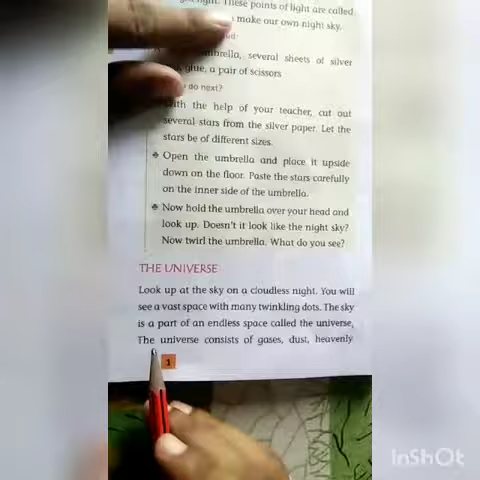 light. These points of light are called
make our own night sky.
umbrella, several sheets of silver
glue, a pair of scissors
do next?
With the help of your teacher, cut out
several stars from the silver paper. Let the
stars be of different sizes.
❖ Open the umbrella and place it upside
down on the floor. Paste the stars carefully
on the inner side of the umbrella.
❖ Now hold the umbrella over your head and
look up. Doesn't it look like the night sky?
Now twirl the umbrella. What do you see?
THE UNIVERSE
Look up at the sky on a cloudless night. You will
see a vast space with many twinkling dots. The sky
is a part of an endless space called the universe,
The universe consists of gases, dust, heavenly
1
InShOt